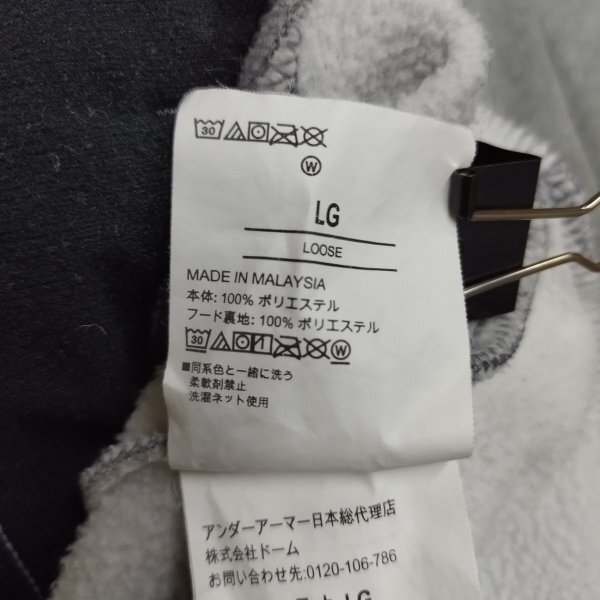 30
W
LG
LOOSE
MADE IN MALAYSIA
本体: 100% ポリエステル
フード裏地: 100% ポリエステル
30 W
■同系色と一緒に洗う
柔軟剤禁止
洗濯ネット使用
アンダーアーマー日本総代理店
株式会社ドーム
お問い合わせ先:0120-106-786
LG